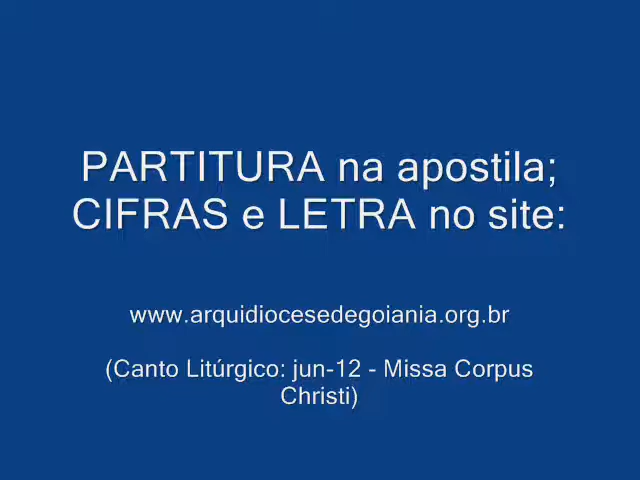 PARTITURA na apostila;
CIFRAS e LETRA no site:
www.arquidiocesedegoiania.org.br
(Canto Litúrgico: jun-12 - Missa Corpus
Christi)